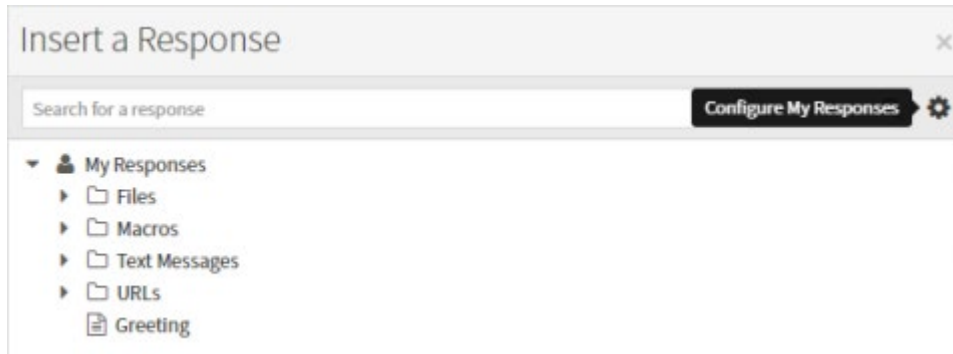 Insert a Response
Search for a response Configure My Responses
My Responses
Files
Macros
Text Messages
URLs
Greeting